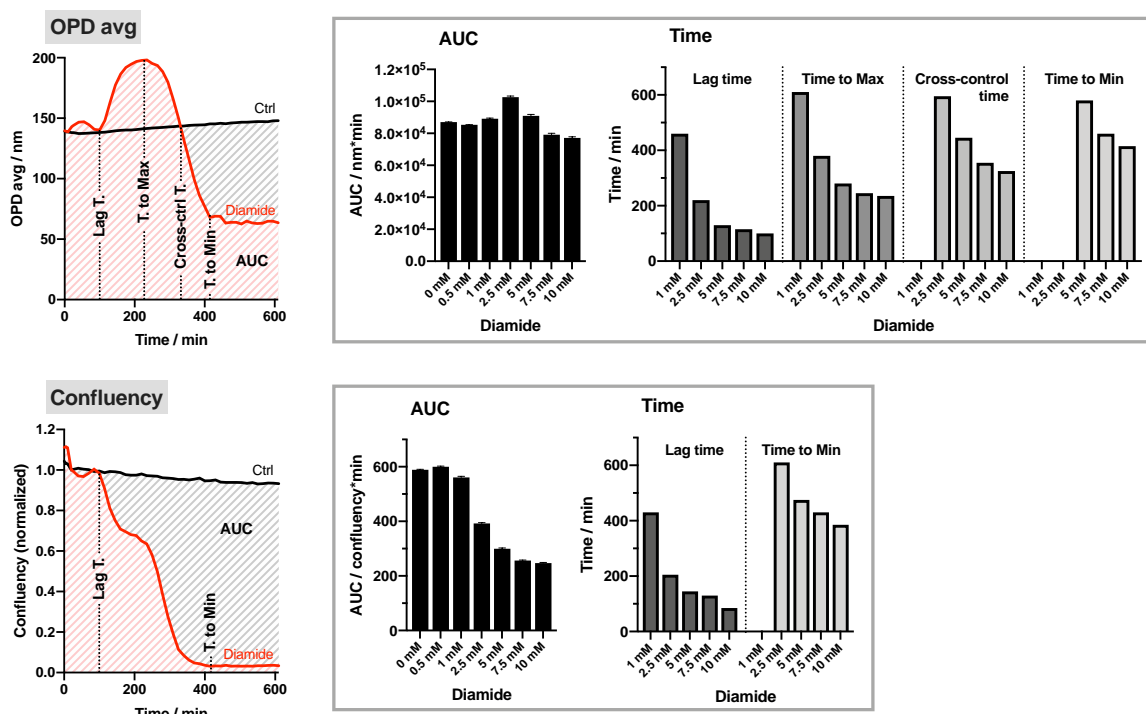 OPD avg
OPD avg / nm
200
150
100
50
0
Ctrl
Diamide
AUC
Lag T.
T. to Max
Cross-ctrl T.
T. to Min
0
200
400
600
Time / min
AUC
AUC / nm*min
1.2×10⁵
1.0×10⁵
8.0×10⁴
6.0×10⁴
4.0×10⁴
2.0×10⁴
0.0
0 mM
0.5 mM
1 mM
2.5 mM
5 mM
7.5 mM
10 mM
Diamide
Time
Time / min
600
400
200
0
Lag time
Time to Max
Cross-control
time
Time to Min
1 mM
2.5 mM
5 mM
7.5 mM
10 mM
1 mM
2.5 mM
5 mM
7.5 mM
10 mM
1 mM
2.5 mM
5 mM
7.5 mM
10 mM
1 mM
2.5 mM
5 mM
7.5 mM
10 mM
Diamide
Confluency
Confluency (normalized)
1.2
1.0
0.8
0.6
0.4
0.2
0.0
Ctrl
AUC
Lag T.
T. to Min
Diamide
0
200
400
600
Time / min
AUC
AUC / confluency*min
600
400
200
0
0 mM
0.5 mM
1 mM
2.5 mM
5 mM
7.5 mM
10 mM
Diamide
Time
Time / min
600
400
200
0
Lag time
Time to Min
1 mM
2.5 mM
5 mM
7.5 mM
10 mM
1 mM
2.5 mM
5 mM
7.5 mM
10 mM
Diamide